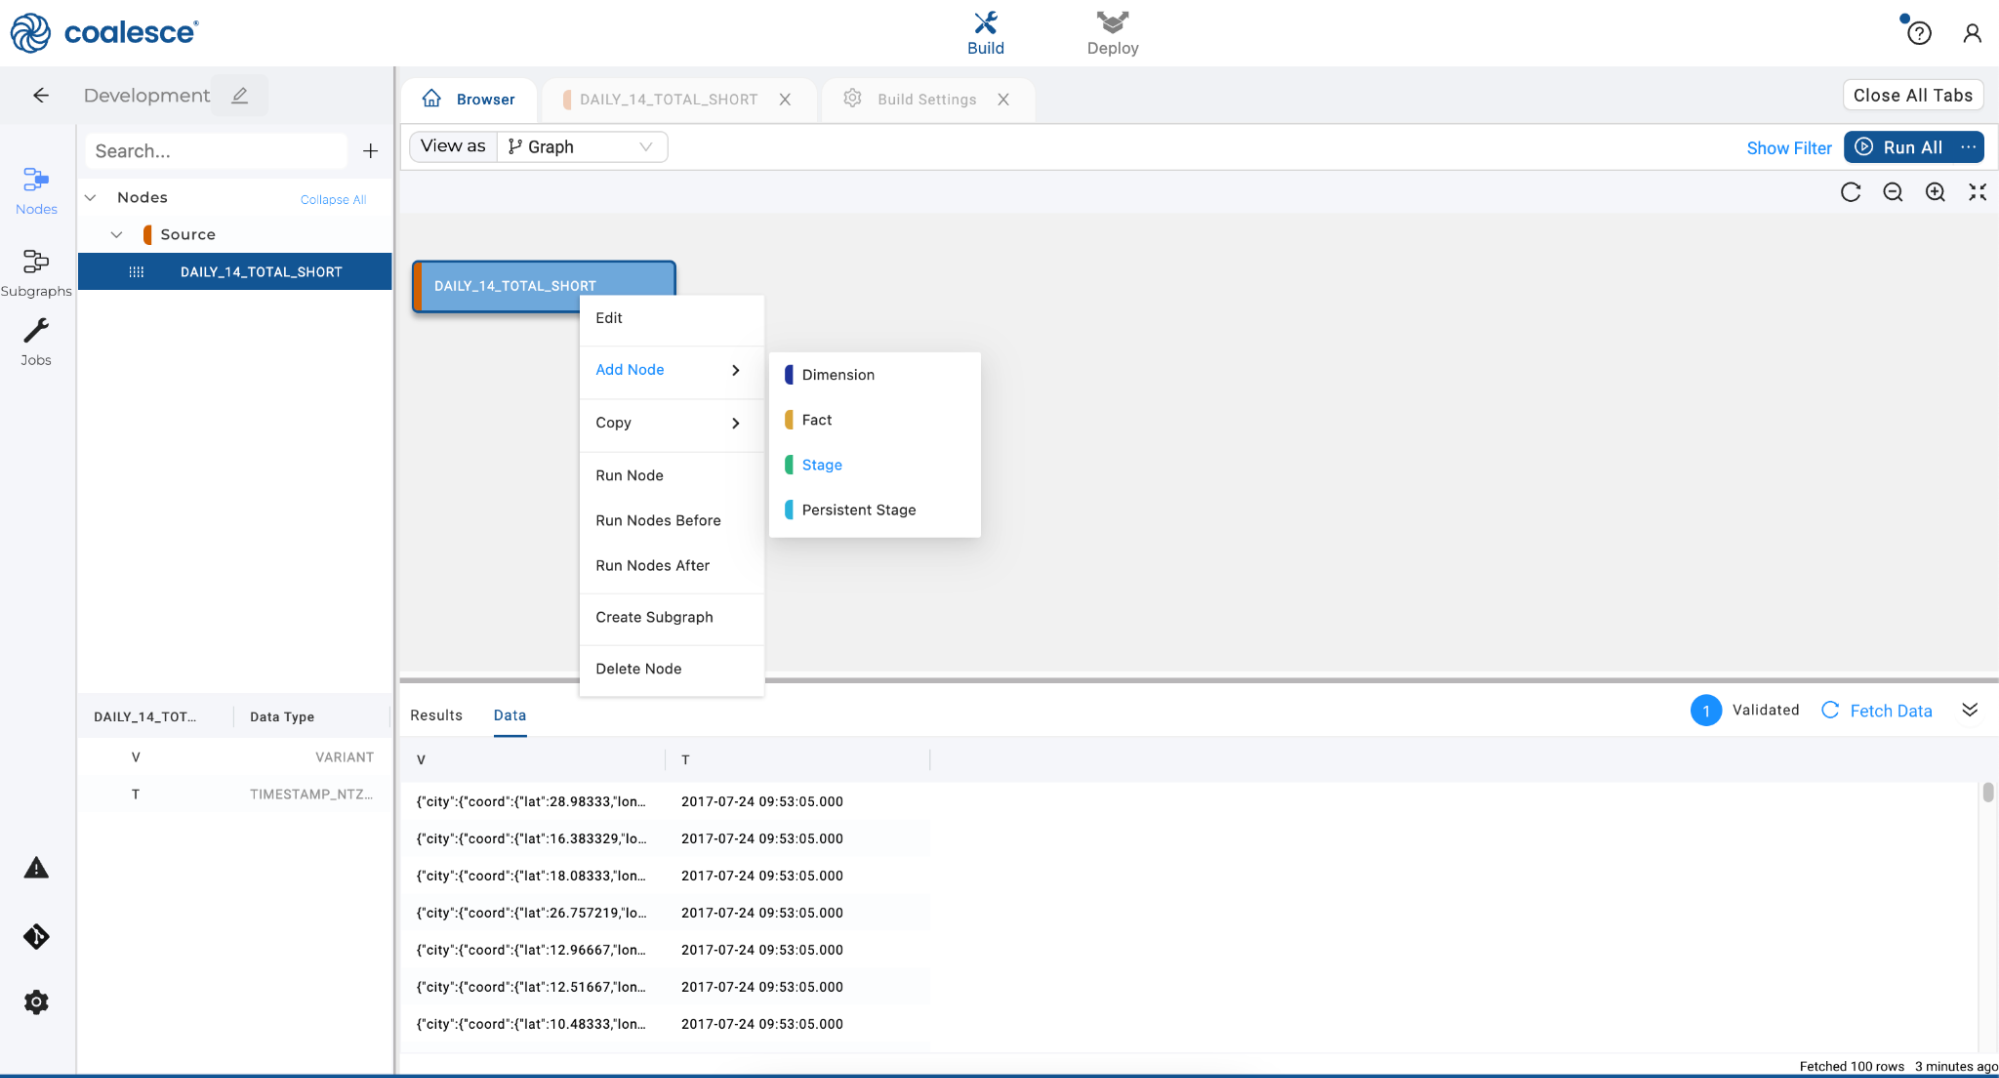 coalesce®
Build
Deploy
Development
Browser
DAILY_14_TOTAL_SHORT
Build Settings
Close All Tabs
Search...
View as
Graph
Show Filter
Run All
Nodes
Nodes
Collapse All
Source
Subgraphs
DAILY_14_TOTAL_SHORT
Jobs
DAILY_14_TOTAL_SHORT
Edit
Add Node
Copy
Run Node
Run Nodes Before
Run Nodes After
Create Subgraph
Delete Node
Dimension
Fact
Stage
Persistent Stage
DAILY_14_TOT...
Data Type
V VARIANT
T TIMESTAMP_NTZ...
Results
Data
1 Validated
Fetch Data
V T
{"city":{"coord":{"lat":28.98333,"lon... 2017-07-24 09:53:05.000
{"city":{"coord":{"lat":16.383329,"lo... 2017-07-24 09:53:05.000
{"city":{"coord":{"lat":18.08333,"lon... 2017-07-24 09:53:05.000
{"city":{"coord":{"lat":26.757219,"lo... 2017-07-24 09:53:05.000
{"city":{"coord":{"lat":12.96667,"lon... 2017-07-24 09:53:05.000
{"city":{"coord":{"lat":12.51667,"lon... 2017-07-24 09:53:05.000
{"city":{"coord":{"lat":10.48333,"lon... 2017-07-24 09:53:05.000
Fetched 100 rows 3 minutes ago